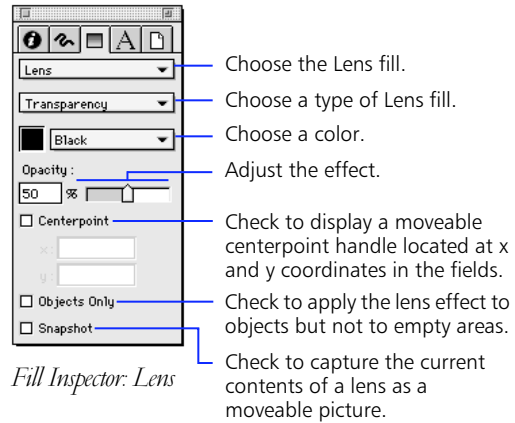 A
Lens
Choose the Lens fill.
Transparency
Choose a type of Lens fill.
Black
Choose a color.
Opacity:
Adjust the effect.
50 %
Centerpoint
Check to display a moveable
centerpoint handle located at x
and y coordinates in the fields.
x:
y:
Objects Only
Check to apply the lens effect to
objects but not to empty areas.
Snapshot
Check to capture the current
contents of a lens as a
moveable picture.
Fill Inspector: Lens